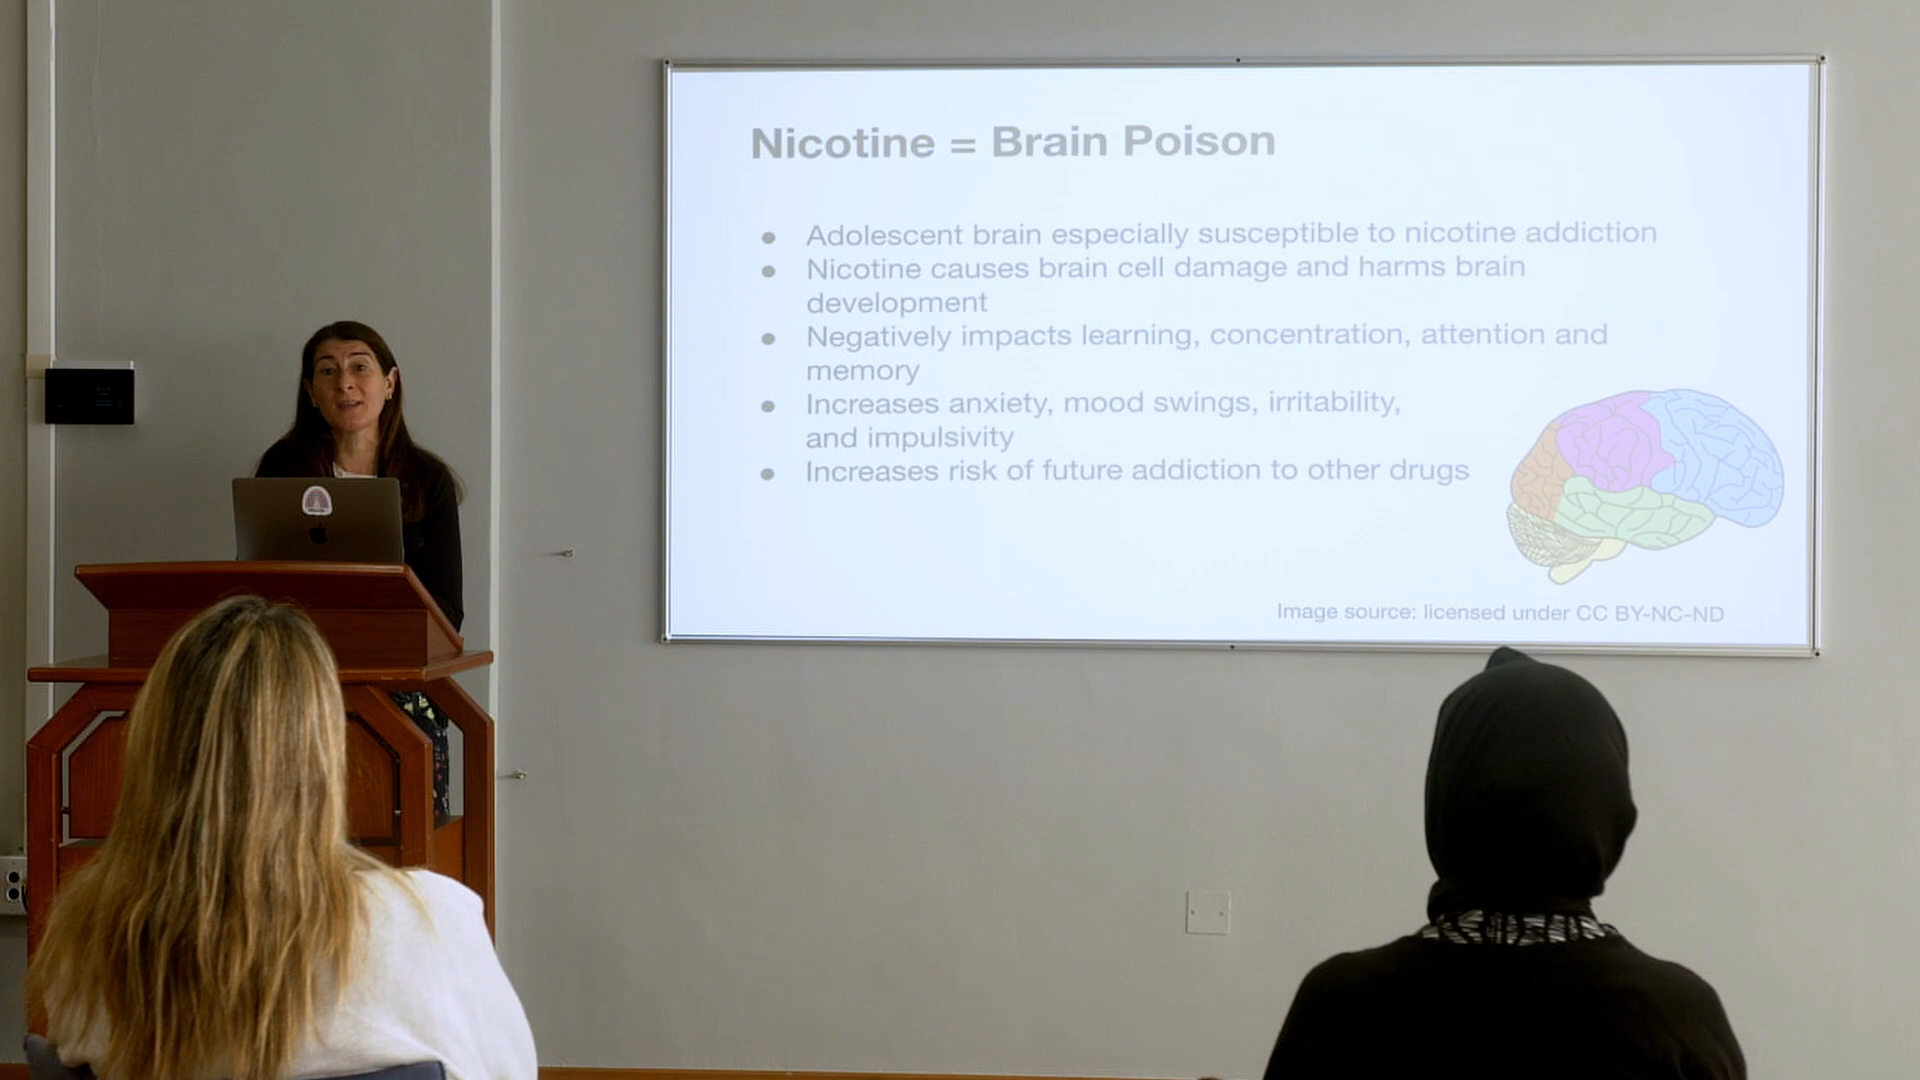 Nicotine = Brain Poison
● Adolescent brain especially susceptible to nicotine addiction
● Nicotine causes brain cell damage and harms brain
development
● Negatively impacts learning, concentration, attention and
memory
● Increases anxiety, mood swings, irritability,
and impulsivity
● Increases risk of future addiction to other drugs
Image source: licensed under CC BY-NC-ND